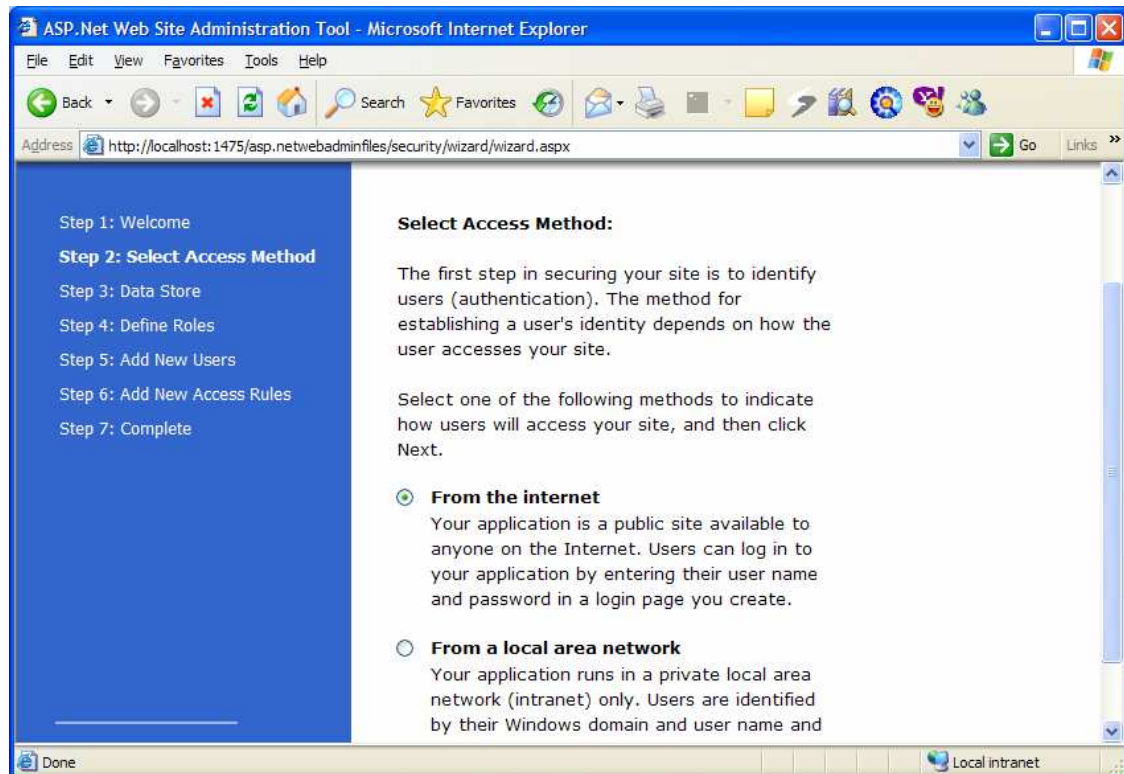 ASP.Net Web Site Administration Tool - Microsoft Internet Explorer
File Edit View Favorites Tools Help
Back Search Favorites
Address http://localhost:1475/asp.netwebadminfiles/security/wizard/wizard.aspx Go Links »
Step 1: Welcome
Step 2: Select Access Method
Step 3: Data Store
Step 4: Define Roles
Step 5: Add New Users
Step 6: Add New Access Rules
Step 7: Complete
Select Access Method:
The first step in securing your site is to identify
users (authentication). The method for
establishing a user's identity depends on how the
user accesses your site.
Select one of the following methods to indicate
how users will access your site, and then click
Next.
From the internet
Your application is a public site available to
anyone on the Internet. Users can log in to
your application by entering their user name
and password in a login page you create.
From a local area network
Your application runs in a private local area
network (intranet) only. Users are identified
by their Windows domain and user name and
Done Local intranet